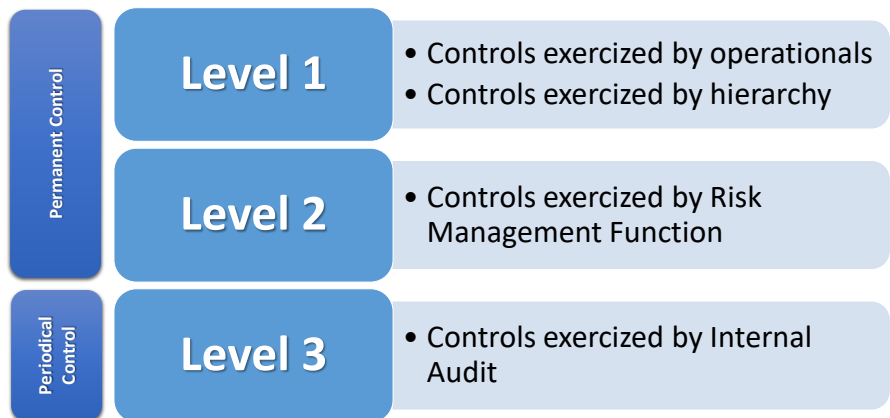 Permanent Control
Level 1
• Controls exercized by operationals
• Controls exercized by hierarchy
Level 2
• Controls exercized by Risk
Management Function
Periodical
Control
Level 3
• Controls exercized by Internal
Audit